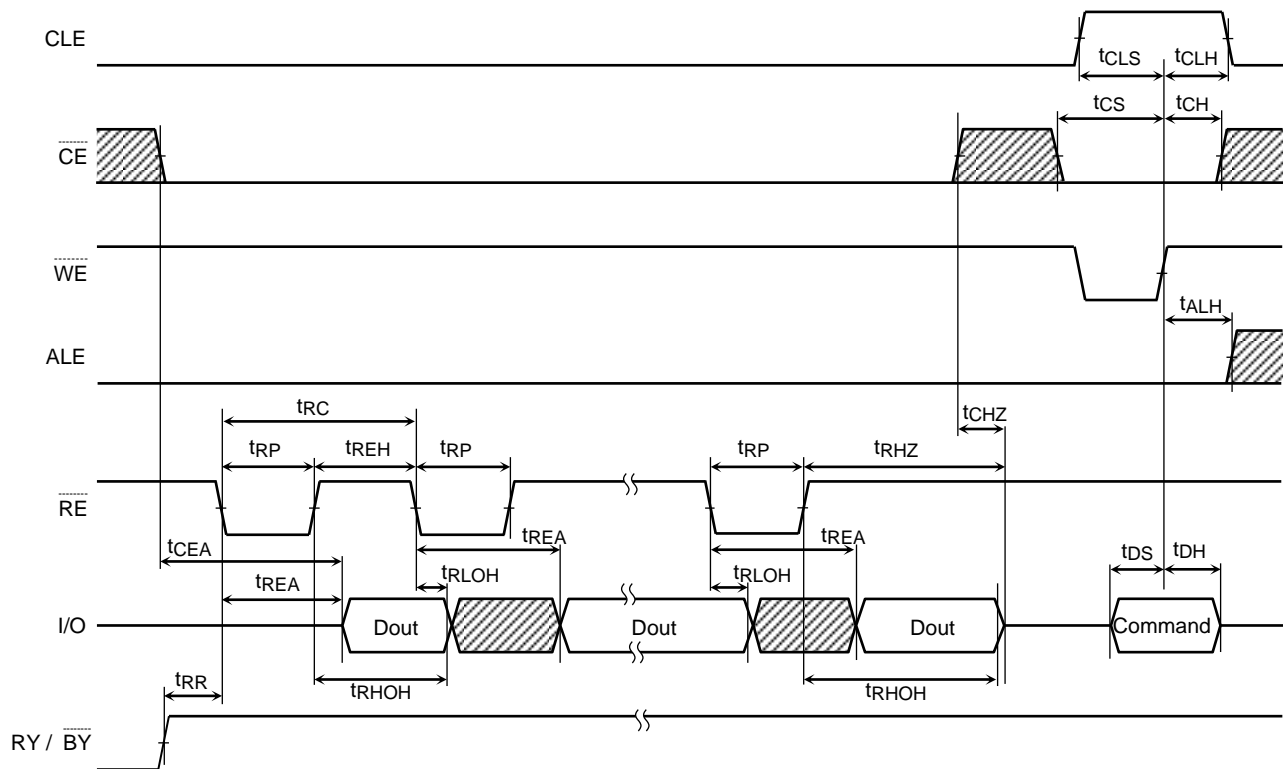 CLE
tCLS tCLH
tCS tCH
CE
WE
tALH
ALE
tRC
tCHZ
tRP tREH tRP tRP tRHZ
RE
tCEA tREA tREA
tDS tDH
tREA tRLOH tRLOH
I/O Dout Dout Dout Command
tRR tRHOH tRHOH
RY / BY